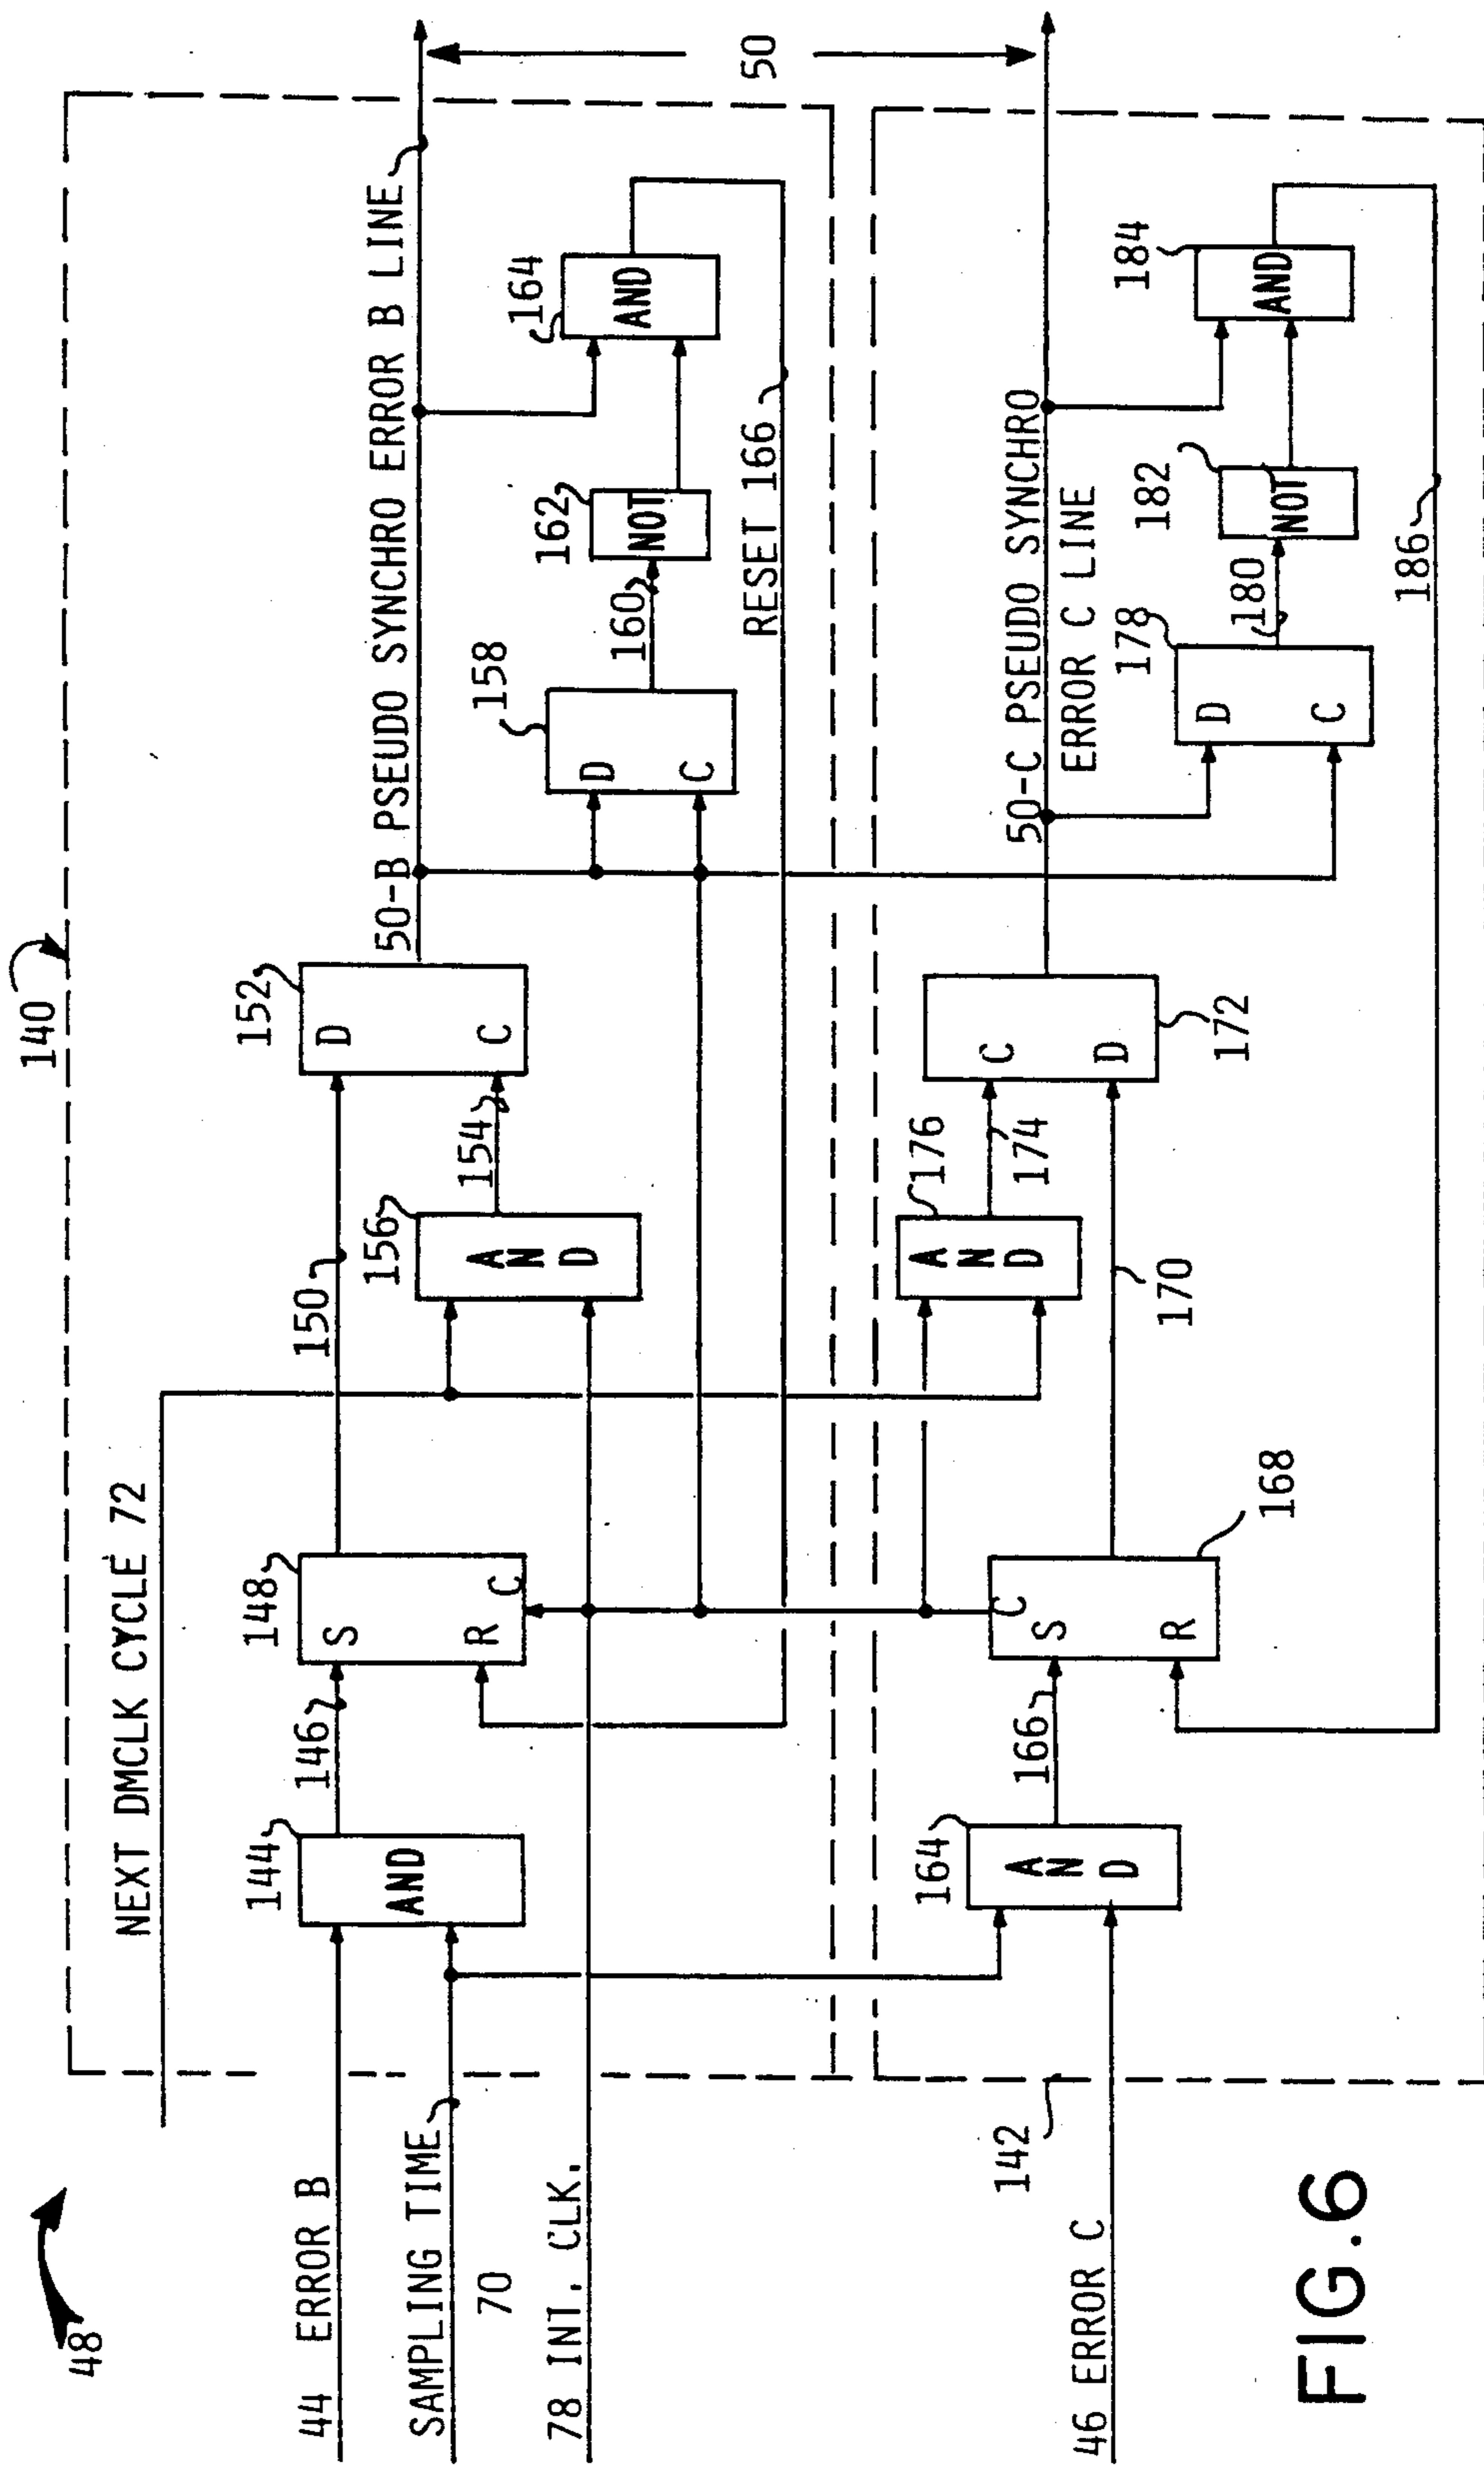 48
140
NEXT DMCLK CYCLE 72
44 ERROR B
144
AND
146
148
S
R
C
150
152
D
C
50-B PSEUDO SYNCHRO ERROR B LINE
SAMPLING TIME
70
156
AND
154
158
D
C
160
162
NOT
164
AND
50
78 INT. CLK.
RESET 166
142
46 ERROR C
164
AND
166
168
C
S
R
170
176
AND
174
172
C
D
50-C PSEUDO SYNCHRO
ERROR C LINE
178
D
C
180
182
NOT
184
AND
186
FIG.6